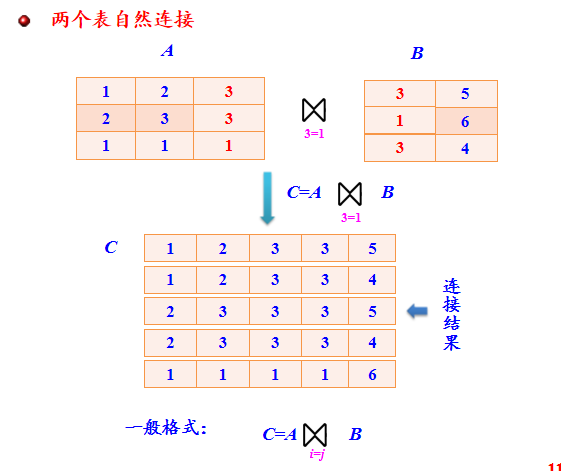 两个表自然连接
A
B
1 2 3
2 3 3
1 1 1
⋈
3=1
3 5
1 6
3 4
C=A ⋈ B
3=1
C
1 2 3 3 5
1 2 3 3 4
2 3 3 3 5
2 3 3 3 4
1 1 1 1 6
连接结果
一般格式: C=A ⋈ B
i=j
11